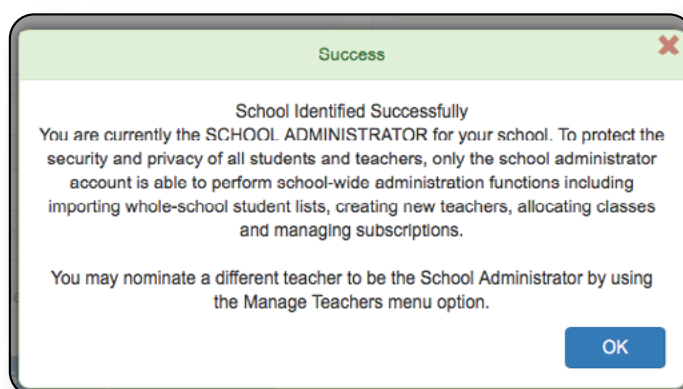 Success
School Identified Successfully
You are currently the SCHOOL ADMINISTRATOR for your school. To protect the
security and privacy of all students and teachers, only the school administrator
account is able to perform school-wide administration functions including
importing whole-school student lists, creating new teachers, allocating classes
and managing subscriptions.
You may nominate a different teacher to be the School Administrator by using
the Manage Teachers menu option.
OK